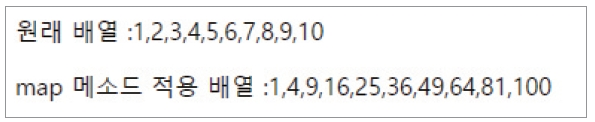 원래 배열 :1,2,3,4,5,6,7,8,9,10
map 메소드 적용 배열 :1,4,9,16,25,36,49,64,81,100